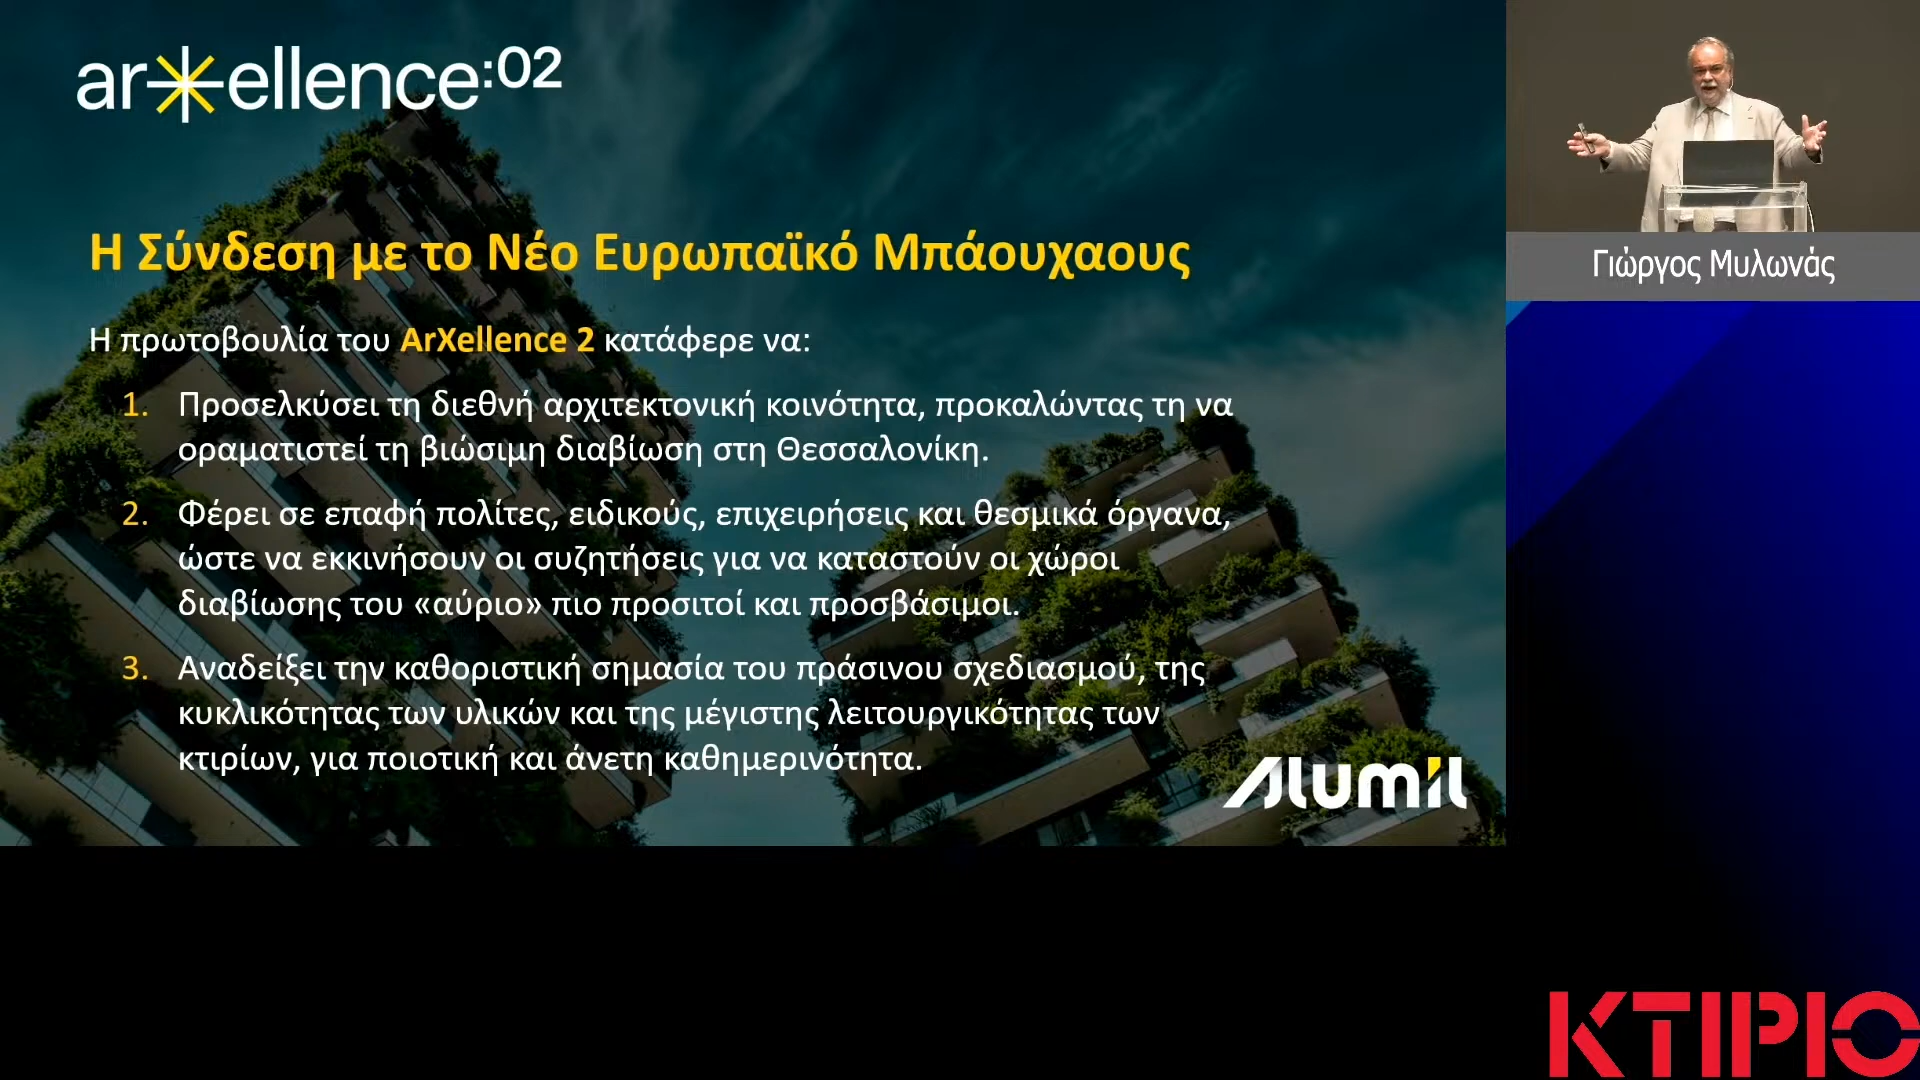 ar*ellence:02
Η Σύνδεση με το Νέο Ευρωπαϊκό Μπάουχαους
Η πρωτοβουλία του ArXellence 2 κατάφερε να:
1. Προσελκύσει τη διεθνή αρχιτεκτονική κοινότητα, προκαλώντας τη να
οραματιστεί τη βιώσιμη διαβίωση στη Θεσσαλονίκη.
2. Φέρει σε επαφή πολίτες, ειδικούς, επιχειρήσεις και θεσμικά όργανα,
ώστε να εκκινήσουν οι συζητήσεις για να καταστούν οι χώροι
διαβίωσης του «αύριο» πιο προσιτοί και προσβάσιμοι.
3. Αναδείξει την καθοριστική σημασία του πράσινου σχεδιασμού, της
κυκλικότητας των υλικών και της μέγιστης λειτουργικότητας των
κτιρίων, για ποιοτική και άνετη καθημερινότητα.
Alumil
Γιώργος Μυλωνάς
ΚΤΙΡΙΟ